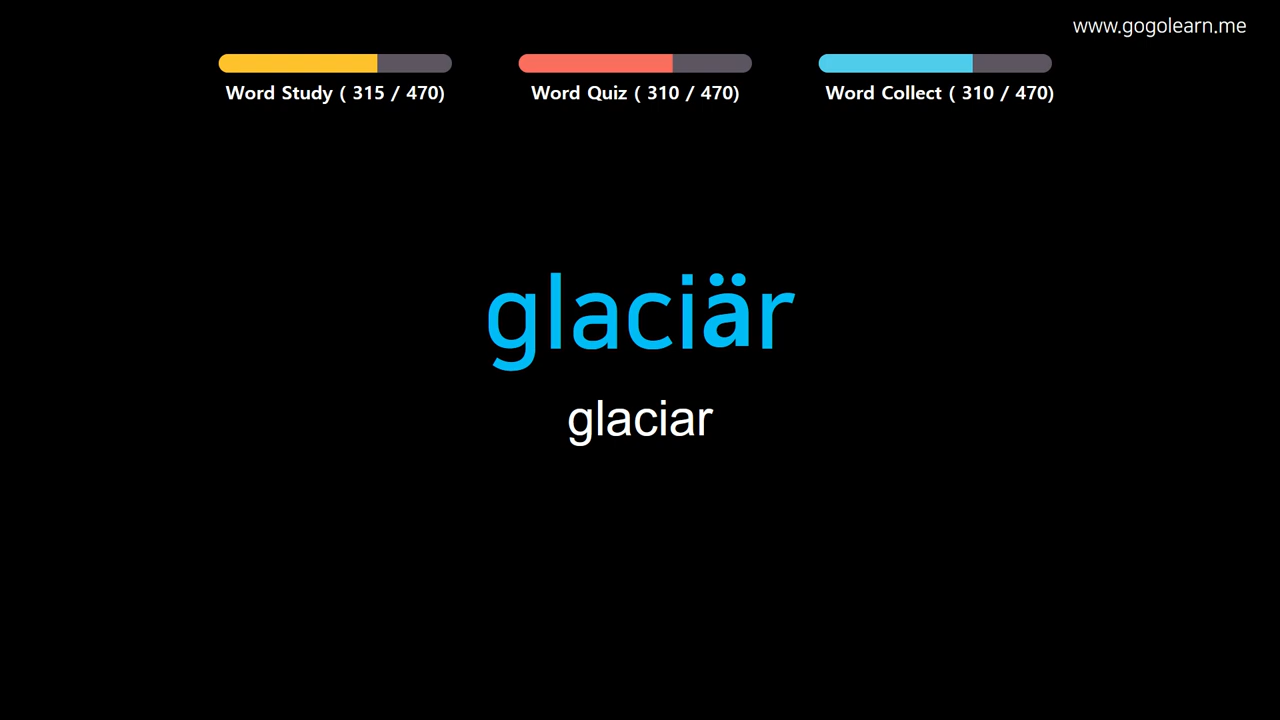 www.gogolearn.me
Word Study ( 315 / 470)
Word Quiz ( 310 / 470)
Word Collect ( 310 / 470)
glaciär
glaciar